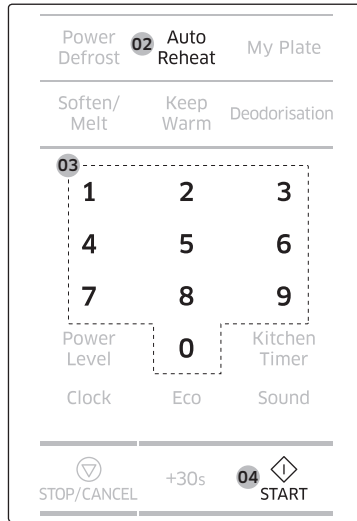 Power 02 Auto
Defrost Reheat My Plate
Soften/ Keep
Melt Warm Deodorisation
03
1 2 3
4 5 6
7 8 9
Power Kitchen
Level 0 Timer
Clock Eco Sound
+30s 04
STOP/CANCEL START